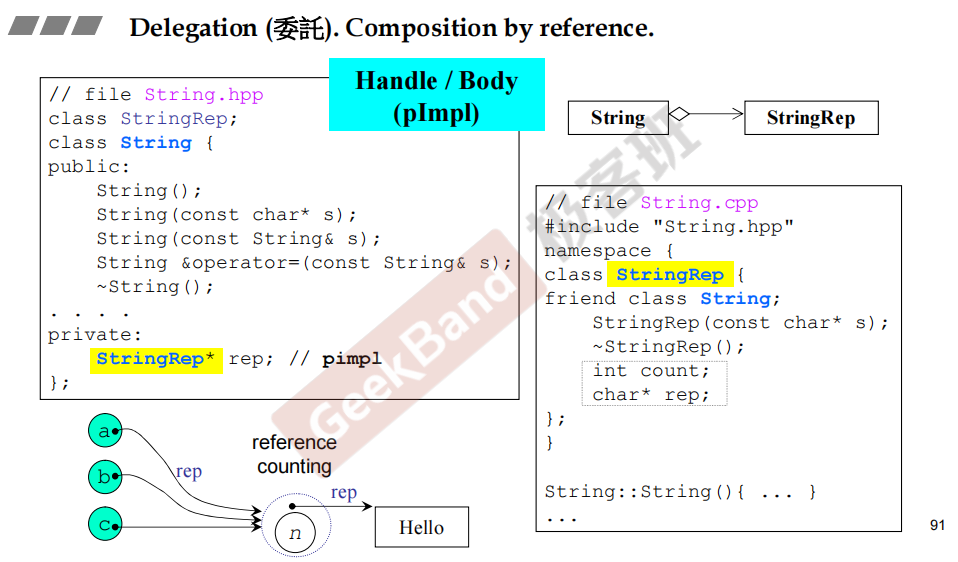 Delegation (委託). Composition by reference.
Handle / Body
(pImpl)
// file String.hpp
class StringRep;
class String {
public:
    String();
    String(const char* s);
    String(const String& s);
    String &operator=(const String& s);
    ~String();
. . . .
private:
    StringRep* rep; // pimpl
};
String
StringRep
// file String.cpp
#include "String.hpp"
namespace {
class StringRep {
friend class String;
    StringRep(const char* s);
    ~StringRep();
    int count;
    char* rep;
};
}
String::String(){ ... }
...
a
b
c
rep
reference
counting
rep
n
Hello
91
GeekBand
极客班